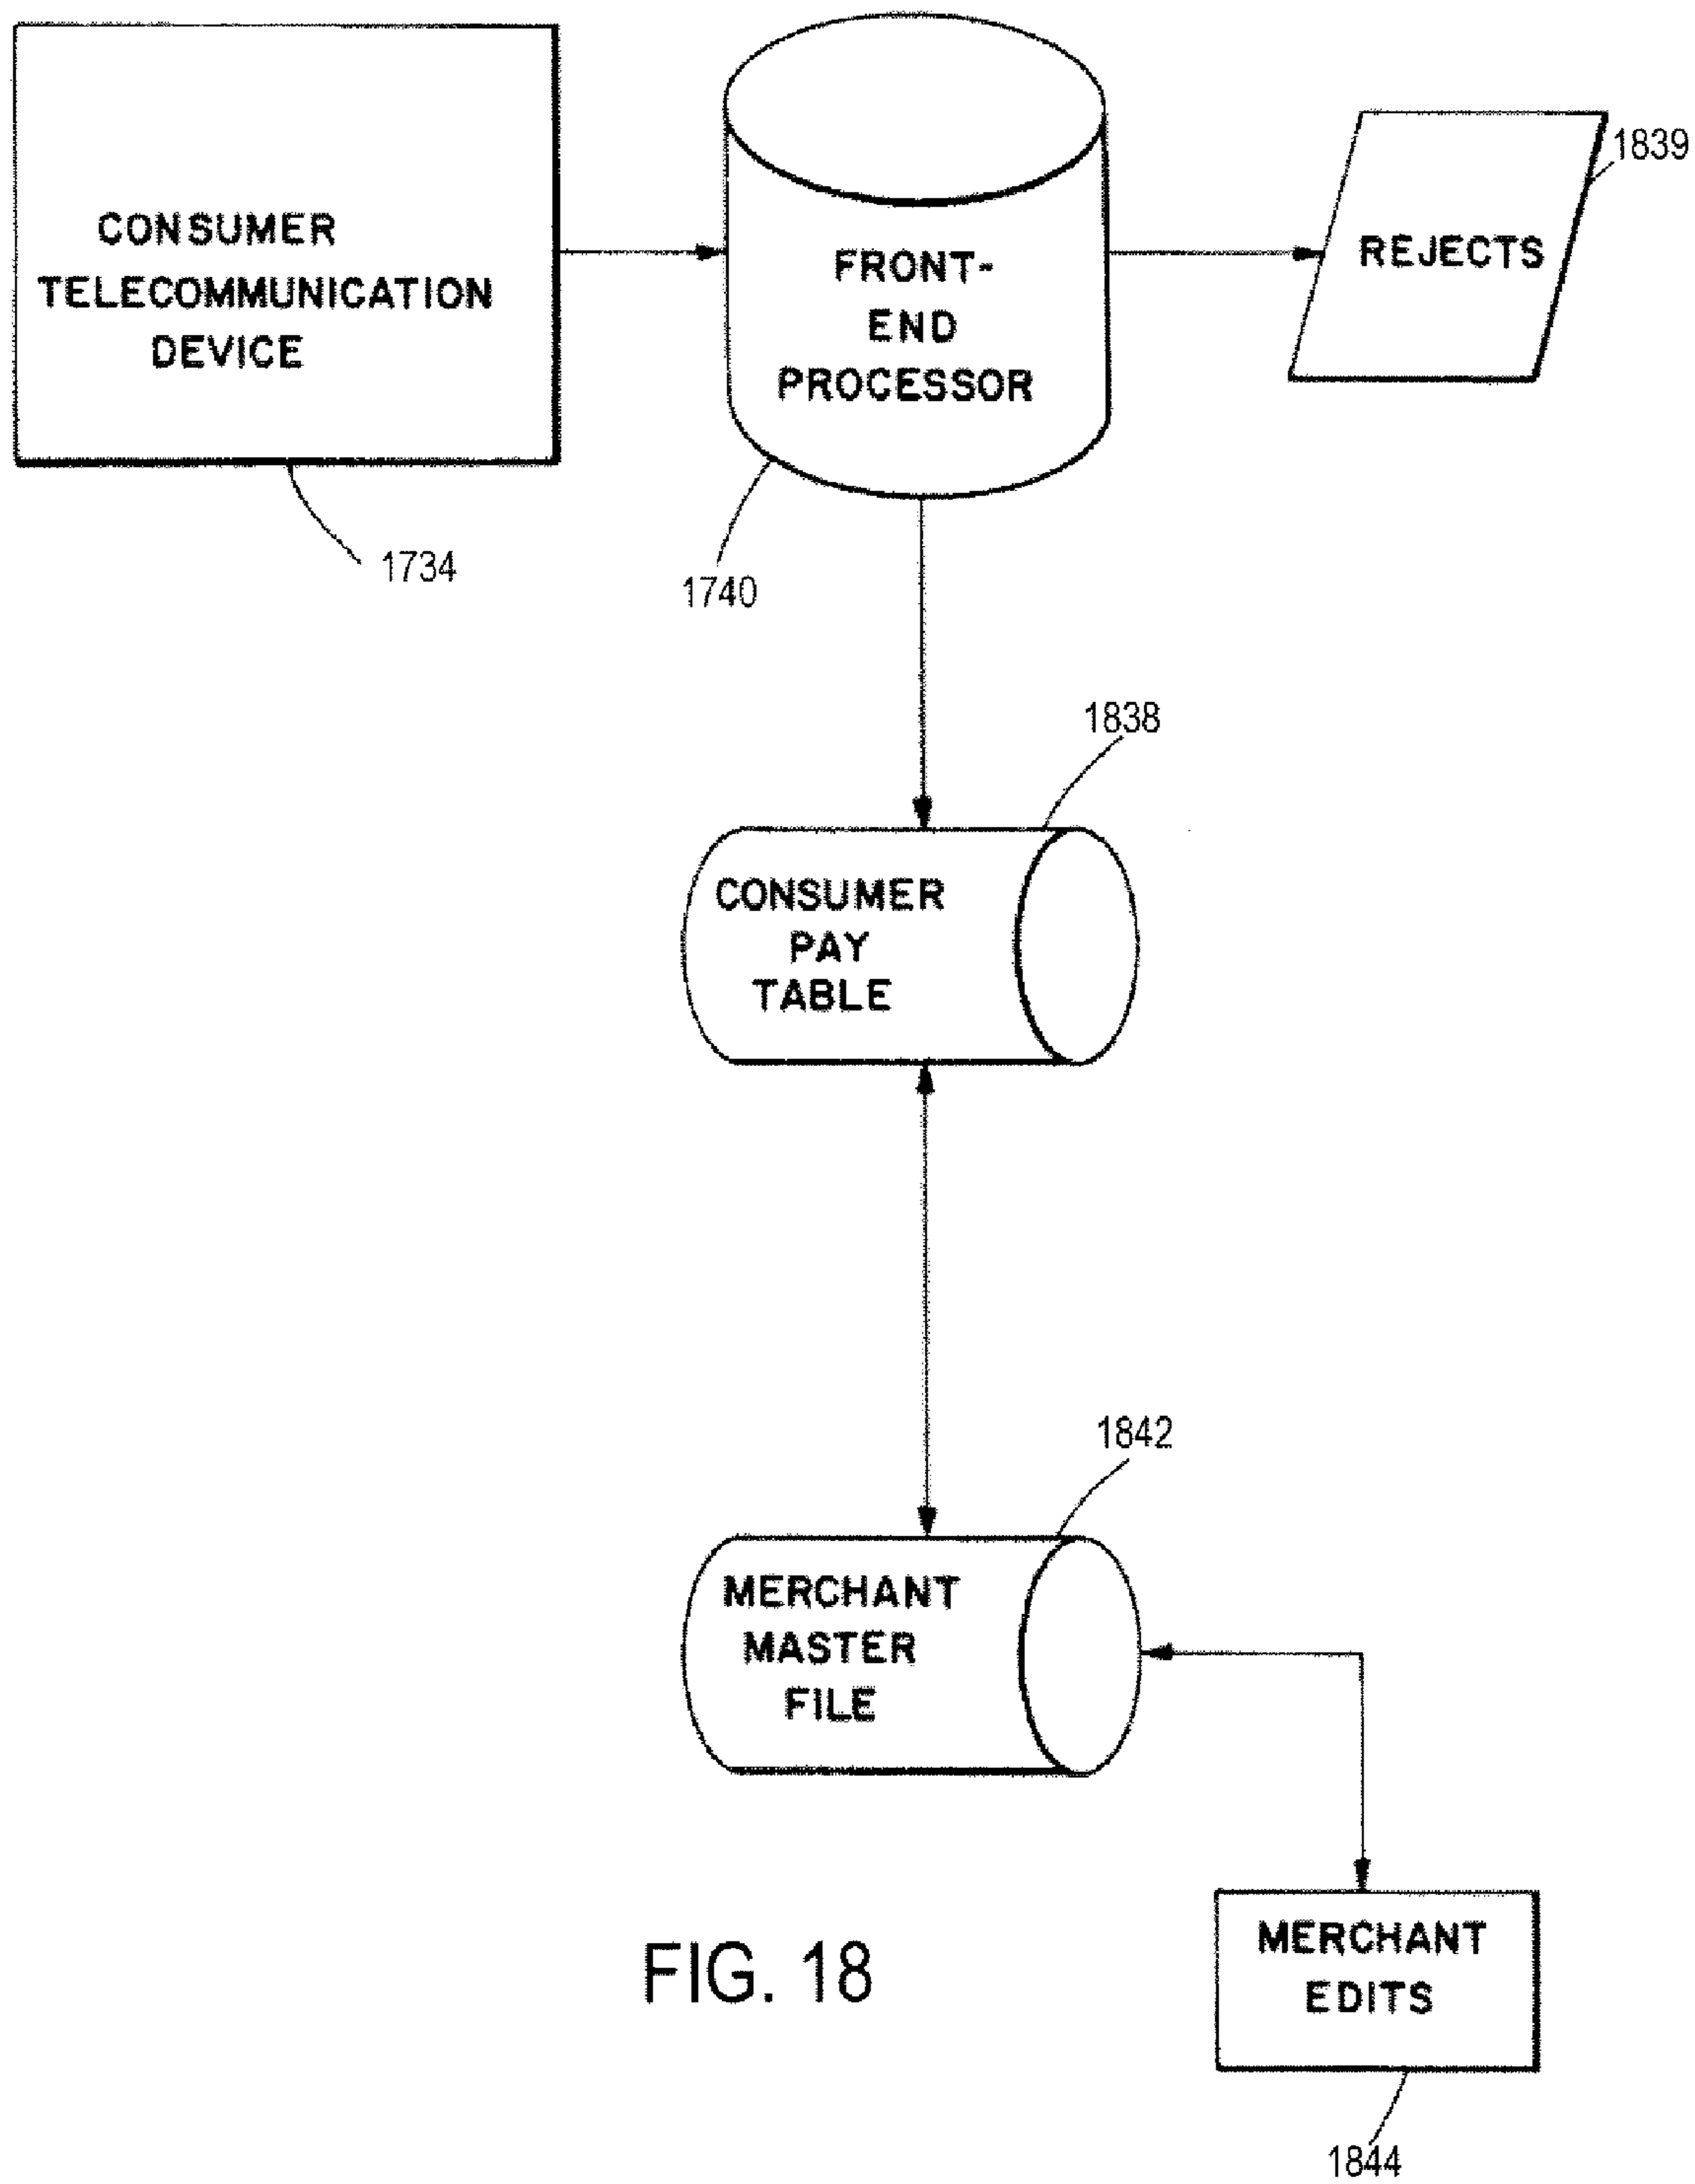 CONSUMER
TELECOMMUNICATION
DEVICE
1734
FRONT-
END
PROCESSOR
1740
REJECTS
1839
1838
CONSUMER
PAY
TABLE
1842
MERCHANT
MASTER
FILE
MERCHANT
EDITS
1844
FIG. 18